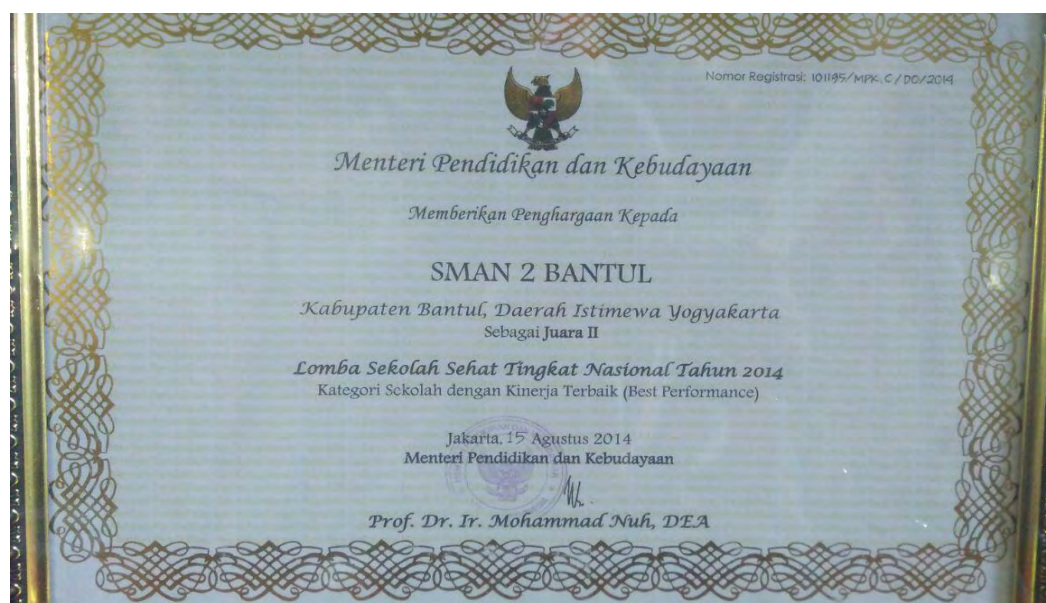 Nomor Registrasi: 101195/MPK.C/DO/2014
Menteri Pendidikan dan Kebudayaan
Memberikan Penghargaan Kepada
SMAN 2 BANTUL
Kabupaten Bantul, Daerah Istimewa Yogyakarta
Sebagai Juara II
Lomba Sekolah Sehat Tingkat Nasional Tahun 2014
Kategori Sekolah dengan Kinerja Terbaik (Best Performance)
Jakarta, 15 Agustus 2014
Menteri Pendidikan dan Kebudayaan
Prof. Dr. Ir. Mohammad Nuh, DEA